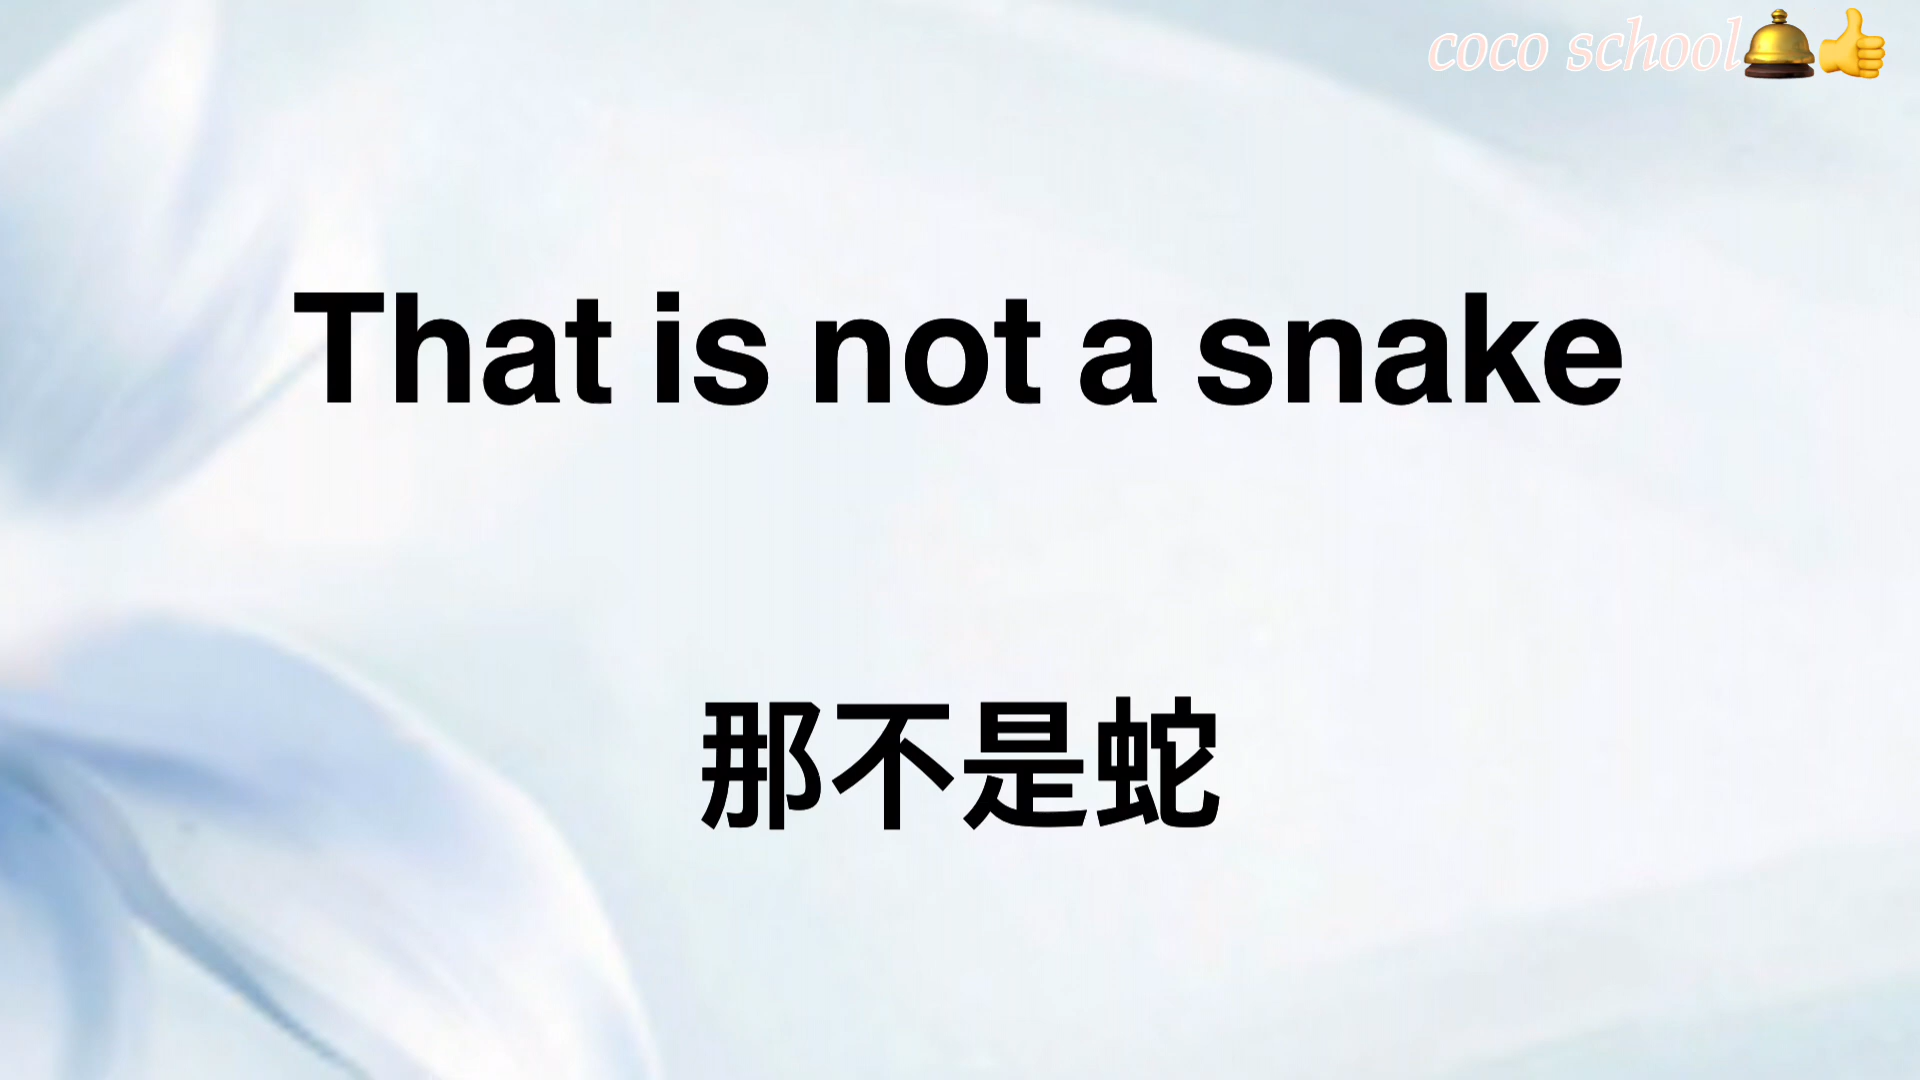 coco school🛎👍
That is not a snake
那不是蛇